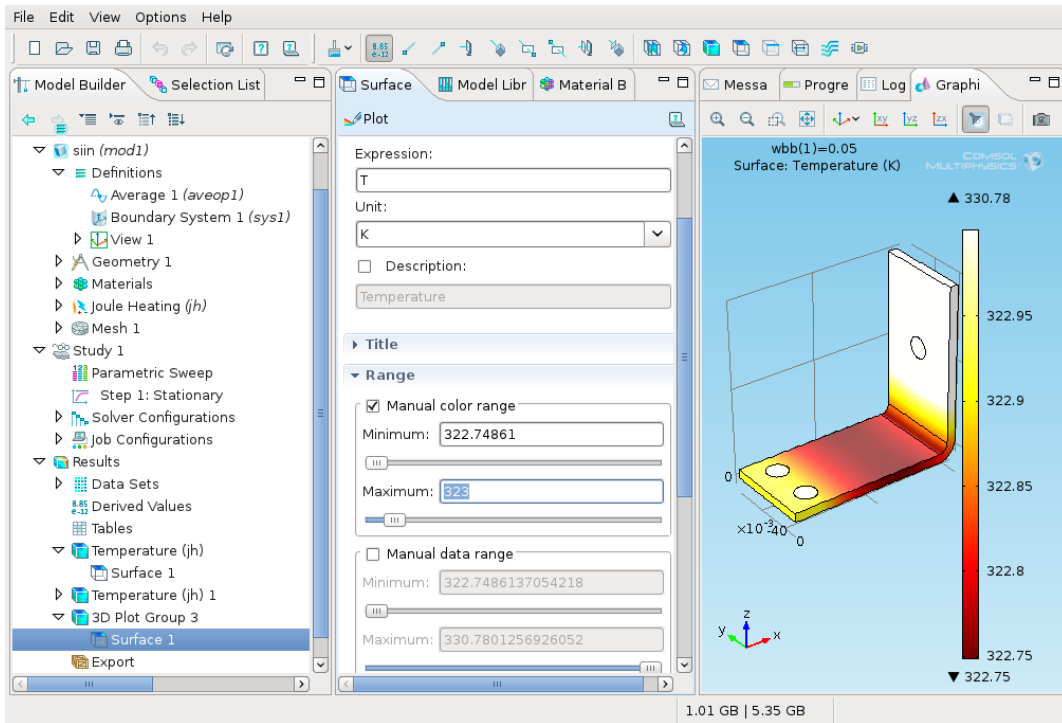 File Edit View Options Help
Model Builder
Selection List
siin (mod1)
Definitions
Average 1 (aveop1)
Boundary System 1 (sys1)
View 1
Geometry 1
Materials
Joule Heating (jh)
Mesh 1
Study 1
Parametric Sweep
Step 1: Stationary
Solver Configurations
Job Configurations
Results
Data Sets
Derived Values
Tables
Temperature (jh)
Surface 1
Temperature (jh) 1
3D Plot Group 3
Surface 1
Export
Surface
Model Libr
Material B
Plot
Expression:
T
Unit:
K
Description:
Temperature
Title
Range
Manual color range
Minimum: 322.74861
Maximum: 323
Manual data range
Minimum: 322.7486137054218
Maximum: 330.7801256926052
Messa
Progre
Log
Graphi
xy yz zx
wbb(1)=0.05
Surface: Temperature (K)
COMSOL
MULTIPHYSICS
▲ 330.78
322.95
322.9
322.85
322.8
322.75
▼ 322.75
0
×10⁻³
40
0
z
y
x
1.01 GB | 5.35 GB